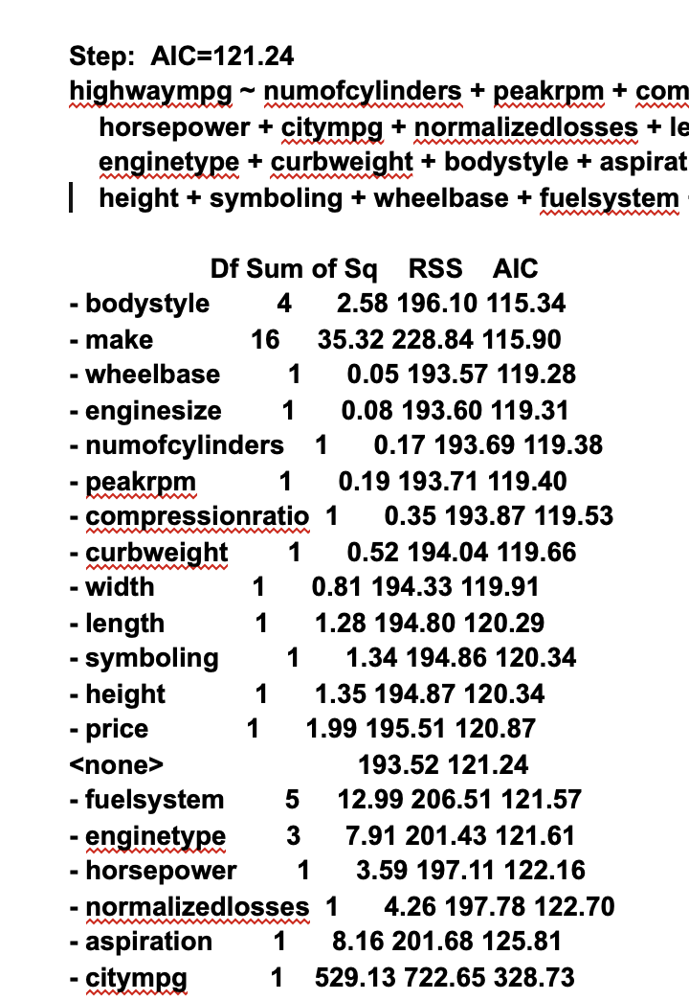 Step:  AIC=121.24
highwaympg ~ numofcylinders + peakrpm + com
horsepower + citympg + normalizedlosses + le
enginetype + curbweight + bodystyle + aspirat
height + symboling + wheelbase + fuelsystem
Df Sum of Sq RSS AIC
- bodystyle 4 2.58 196.10 115.34
- make 16 35.32 228.84 115.90
- wheelbase 1 0.05 193.57 119.28
- enginesize 1 0.08 193.60 119.31
- numofcylinders 1 0.17 193.69 119.38
- peakrpm 1 0.19 193.71 119.40
- compressionratio 1 0.35 193.87 119.53
- curbweight 1 0.52 194.04 119.66
- width 1 0.81 194.33 119.91
- length 1 1.28 194.80 120.29
- symboling 1 1.34 194.86 120.34
- height 1 1.35 194.87 120.34
- price 1 1.99 195.51 120.87
<none> 193.52 121.24
- fuelsystem 5 12.99 206.51 121.57
- enginetype 3 7.91 201.43 121.61
- horsepower 1 3.59 197.11 122.16
- normalizedlosses 1 4.26 197.78 122.70
- aspiration 1 8.16 201.68 125.81
- citympg 1 529.13 722.65 328.73